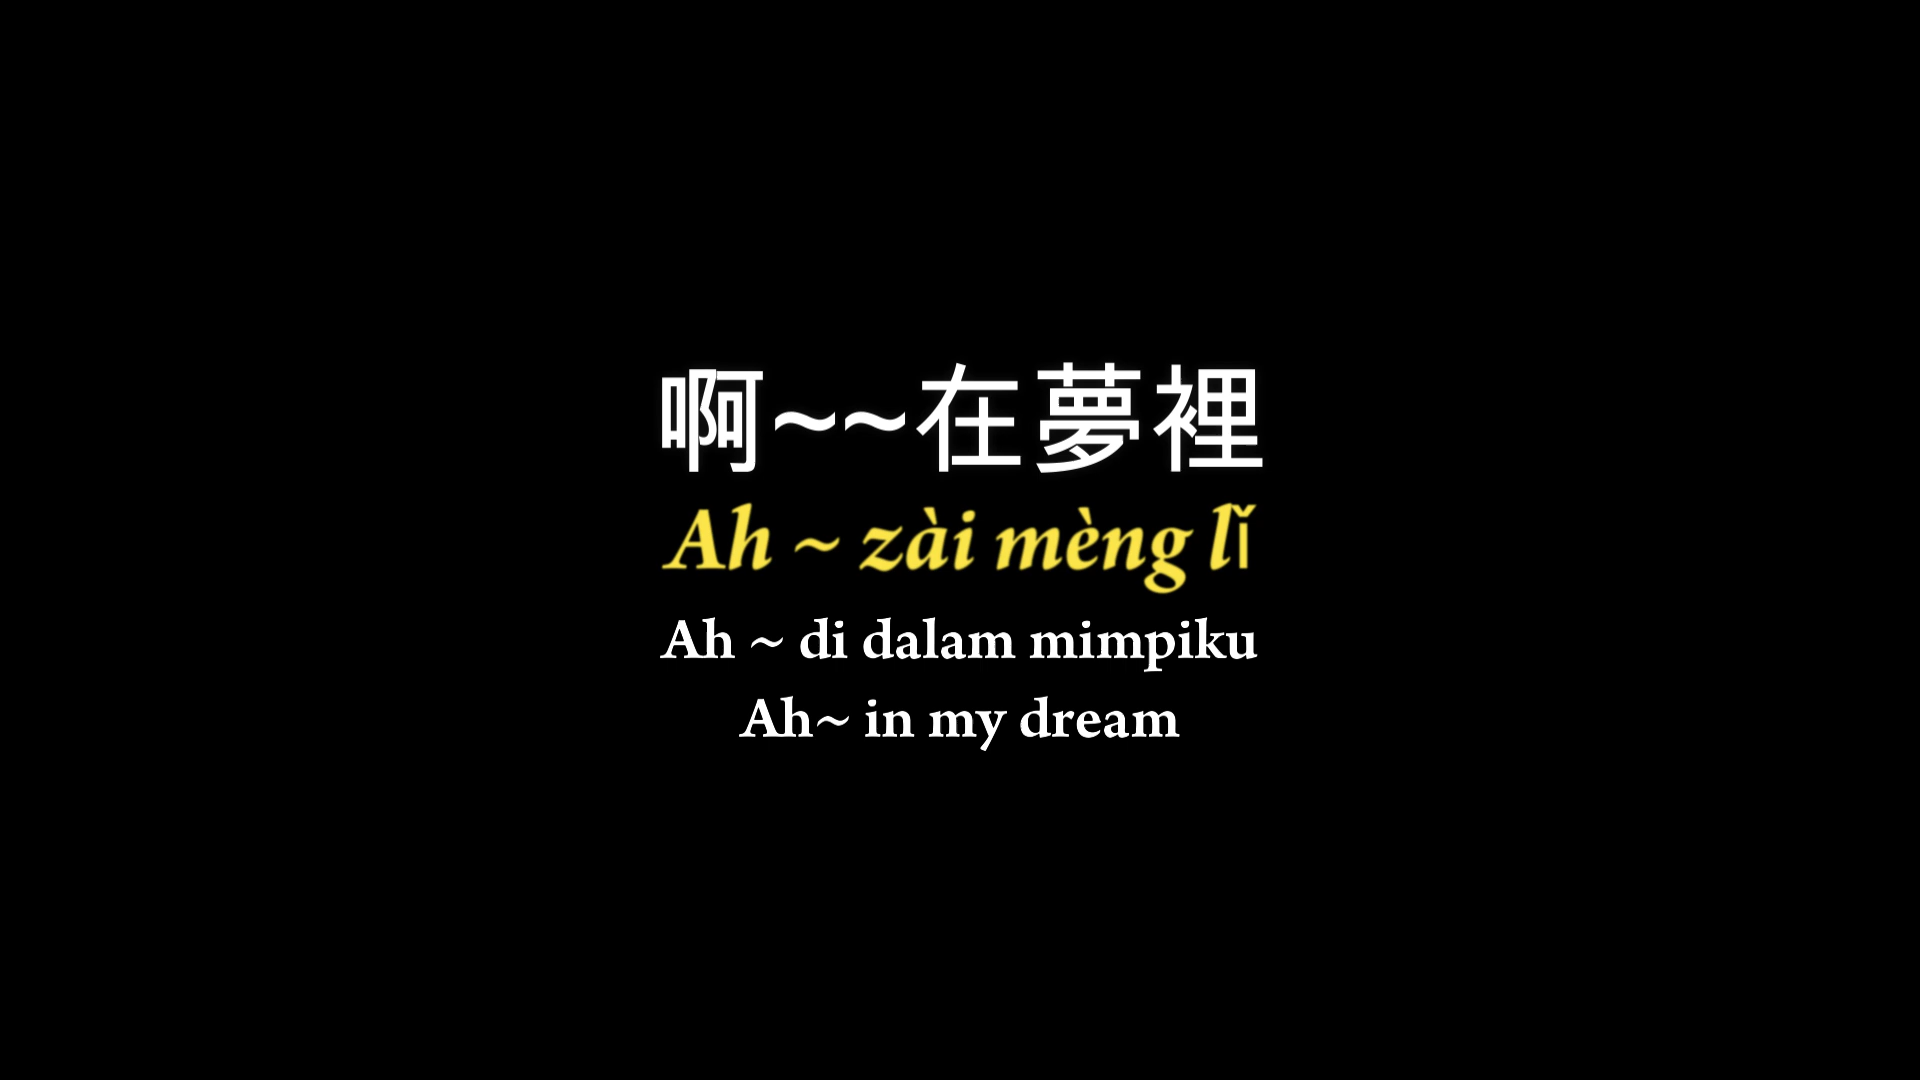 啊~~在夢裡
Ah ~ zài mèng lǐ
Ah ~ di dalam mimpiku
Ah~ in my dream